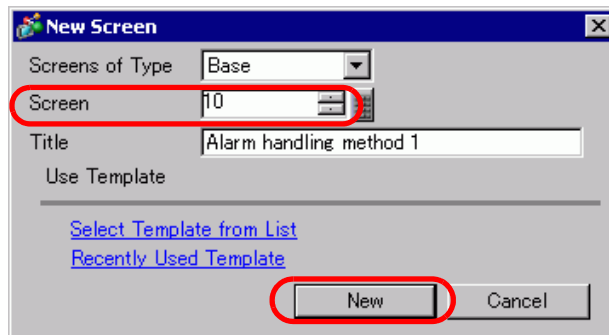 New Screen
Screens of Type Base
Screen 10
Title Alarm handling method 1
Use Template
Select Template from List
Recently Used Template
New Cancel